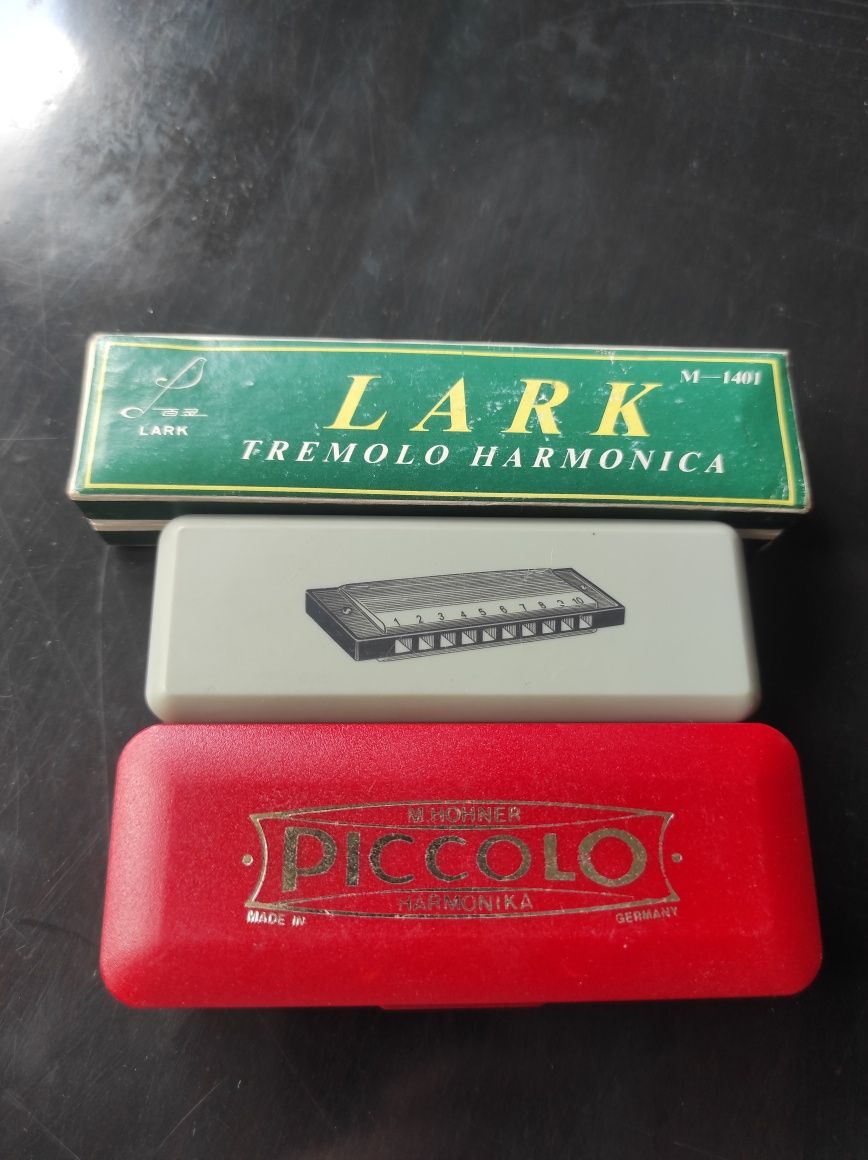 M—1401
LARK
LARK
TREMOLO HARMONICA
1 2 3 4 5 6 7 8 9 10
M. HOHNER
PICCOLO
HARMONIKA
MADE IN GERMANY